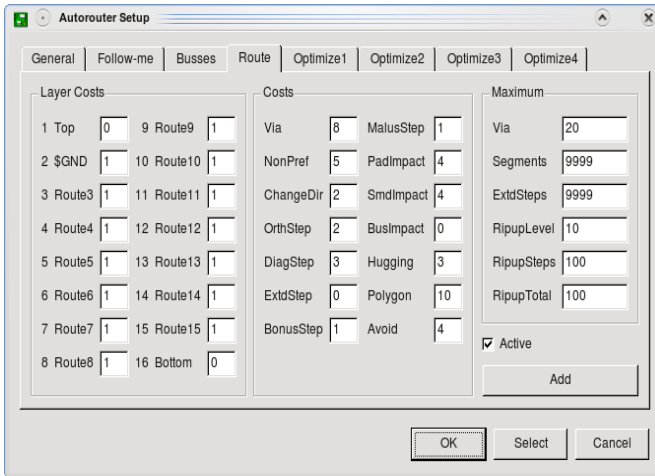 Autorouter Setup
General Follow-me Busses Route Optimize1 Optimize2 Optimize3 Optimize4
Layer Costs
1 Top 0 9 Route9 1
2 $GND 1 10 Route10 1
3 Route3 1 11 Route11 1
4 Route4 1 12 Route12 1
5 Route5 1 13 Route13 1
6 Route6 1 14 Route14 1
7 Route7 1 15 Route15 1
8 Route8 1 16 Bottom 0
Costs
Via 8 MalusStep 1
NonPref 5 PadImpact 4
ChangeDir 2 SmdImpact 4
OrthStep 2 BusImpact 0
DiagStep 3 Hugging 3
ExtdStep 0 Polygon 10
BonusStep 1 Avoid 4
Maximum
Via 20
Segments 9999
ExtdSteps 9999
RipupLevel 10
RipupSteps 100
RipupTotal 100
Active
Add
OK Select Cancel